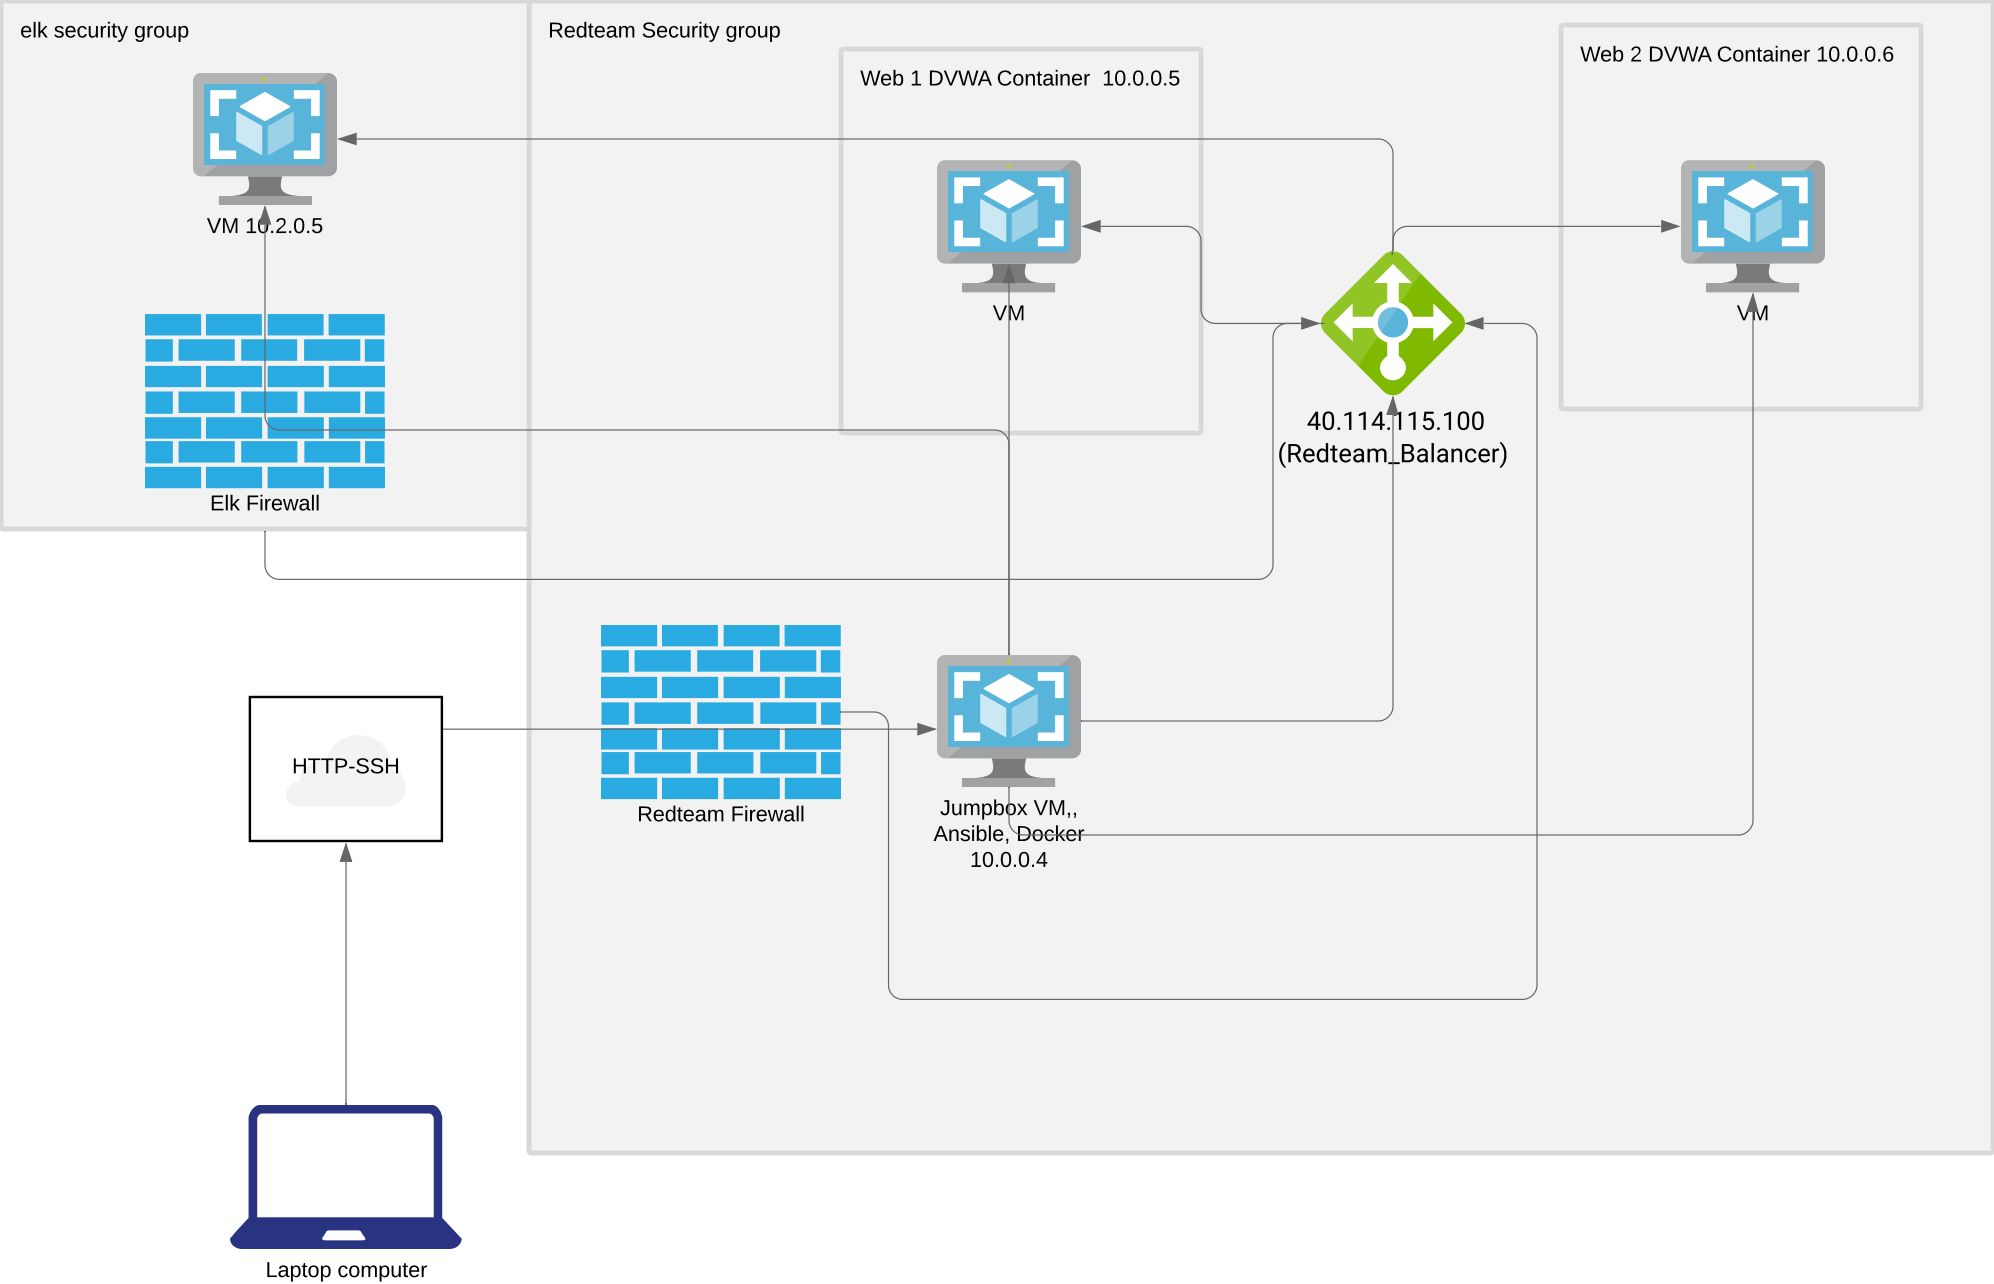 elk security group
Redteam Security group
Web 1 DVWA Container  10.0.0.5
Web 2 DVWA Container 10.0.0.6
VM 10.2.0.5
VM
VM
40.114.115.100
(Redteam_Balancer)
Elk Firewall
HTTP-SSH
Redteam Firewall
Jumpbox VM,,
Ansible, Docker
10.0.0.4
Laptop computer